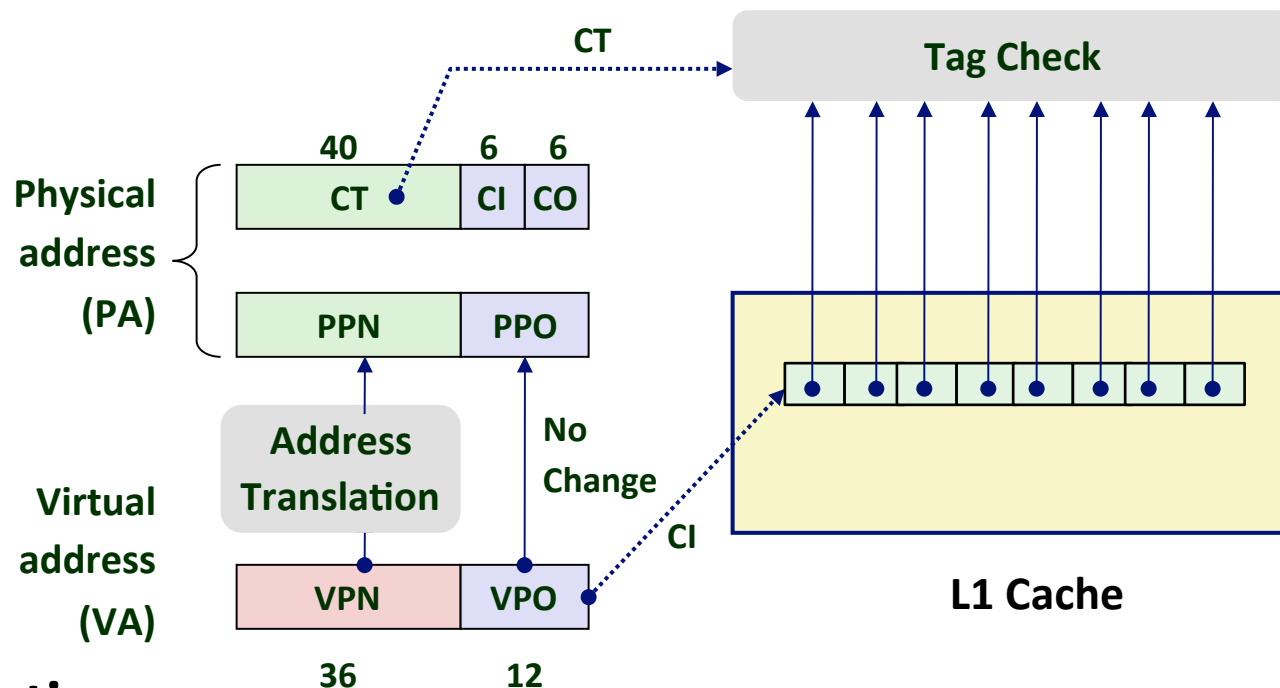 CT
Tag Check
40
6
6
Physical
address
(PA)
CT
CI
CO
PPN
PPO
Address
Translation
No
Change
Virtual
address
(VA)
CI
VPN
VPO
L1 Cache
36
12